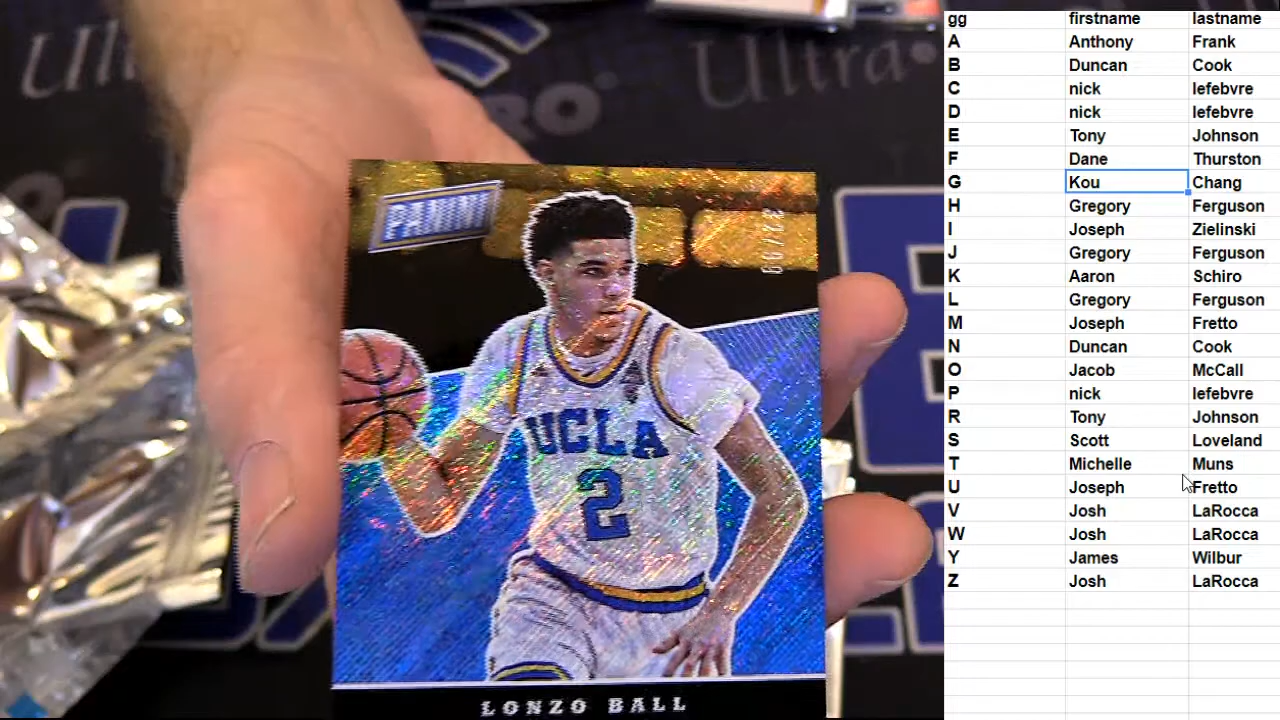 Ultra
Ultra
PRO
PANINI
32/99
UCLA
2
LONZO BALL
gg firstname lastname
A Anthony Frank
B Duncan Cook
C nick lefebvre
D nick lefebvre
E Tony Johnson
F Dane Thurston
G Kou Chang
H Gregory Ferguson
I Joseph Zielinski
J Gregory Ferguson
K Aaron Schiro
L Gregory Ferguson
M Joseph Fretto
N Duncan Cook
O Jacob McCall
P nick lefebvre
R Tony Johnson
S Scott Loveland
T Michelle Muns
U Joseph Fretto
V Josh LaRocca
W Josh LaRocca
Y James Wilbur
Z Josh LaRocca